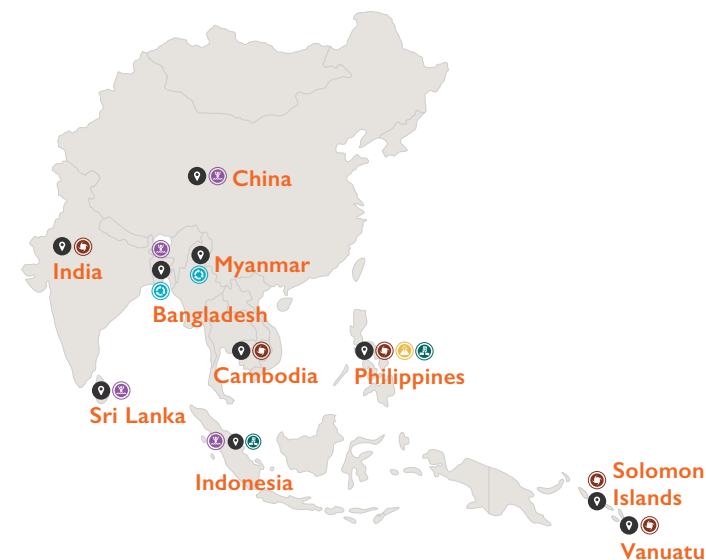 China
India
Myanmar
Bangladesh
Cambodia
Philippines
Sri Lanka
Indonesia
Solomon
Islands
Vanuatu